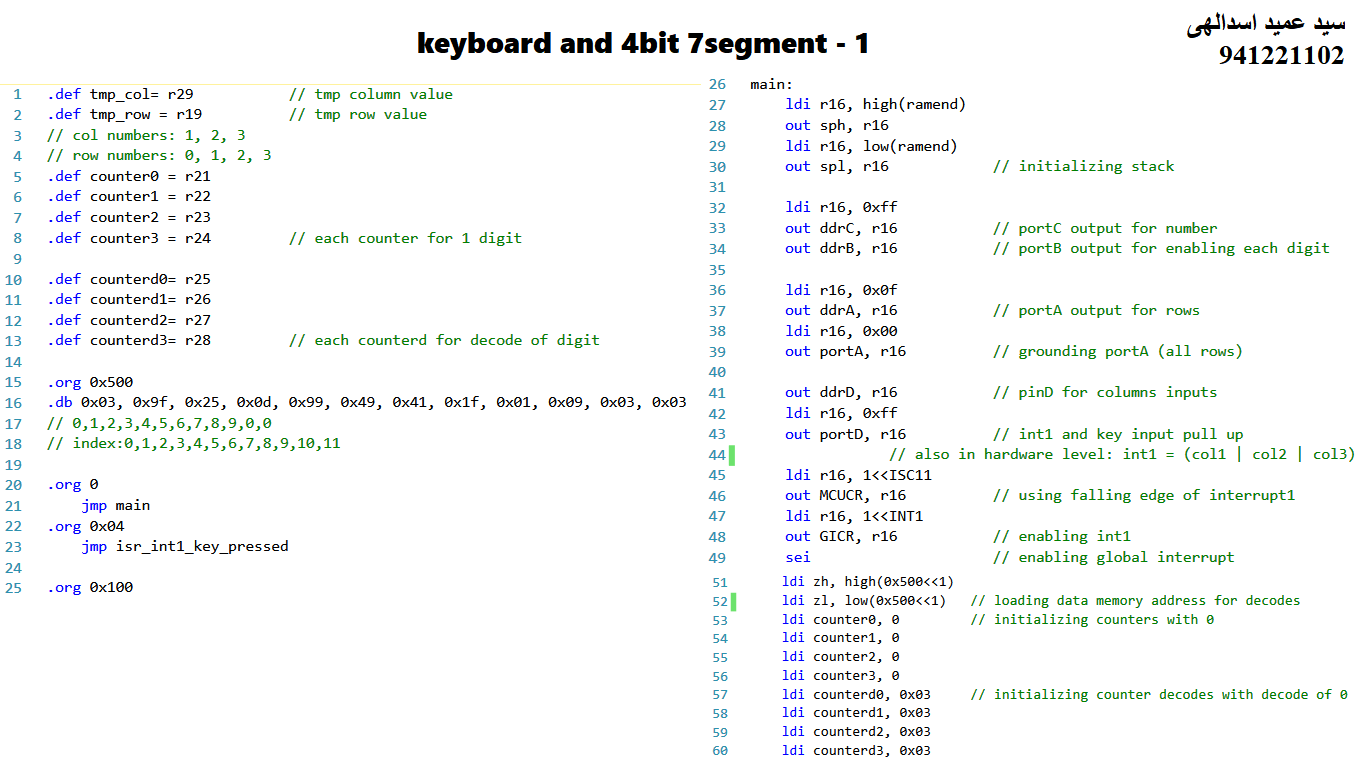 سید عمید اسدالهی
941221102
keyboard and 4bit 7segment - 1
1 .def tmp_col= r29 // tmp column value
2 .def tmp_row = r19 // tmp row value
3 // col numbers: 1, 2, 3
4 // row numbers: 0, 1, 2, 3
5 .def counter0 = r21
6 .def counter1 = r22
7 .def counter2 = r23
8 .def counter3 = r24 // each counter for 1 digit
9
10 .def counterd0= r25
11 .def counterd1= r26
12 .def counterd2= r27
13 .def counterd3= r28 // each counterd for decode of digit
14
15 .org 0x500
16 .db 0x03, 0x9f, 0x25, 0x0d, 0x99, 0x49, 0x41, 0x1f, 0x01, 0x09, 0x03, 0x03
17 // 0,1,2,3,4,5,6,7,8,9,0,0
18 // index:0,1,2,3,4,5,6,7,8,9,10,11
19
20 .org 0
21 jmp main
22 .org 0x04
23 jmp isr_int1_key_pressed
24
25 .org 0x100
26 main:
27 ldi r16, high(ramend)
28 out sph, r16
29 ldi r16, low(ramend)
30 out spl, r16 // initializing stack
31
32 ldi r16, 0xff
33 out ddrC, r16 // portC output for number
34 out ddrB, r16 // portB output for enabling each digit
35
36 ldi r16, 0x0f
37 out ddrA, r16 // portA output for rows
38 ldi r16, 0x00
39 out portA, r16 // grounding portA (all rows)
40
41 out ddrD, r16 // pinD for columns inputs
42 ldi r16, 0xff
43 out portD, r16 // int1 and key input pull up
44 // also in hardware level: int1 = (col1 | col2 | col3)
45 ldi r16, 1<<ISC11
46 out MCUCR, r16 // using falling edge of interrupt1
47 ldi r16, 1<<INT1
48 out GICR, r16 // enabling int1
49 sei // enabling global interrupt
51 ldi zh, high(0x500<<1)
52 ldi zl, low(0x500<<1) // loading data memory address for decodes
53 ldi counter0, 0 // initializing counters with 0
54 ldi counter1, 0
55 ldi counter2, 0
56 ldi counter3, 0
57 ldi counterd0, 0x03 // initializing counter decodes with decode of 0
58 ldi counterd1, 0x03
59 ldi counterd2, 0x03
60 ldi counterd3, 0x03